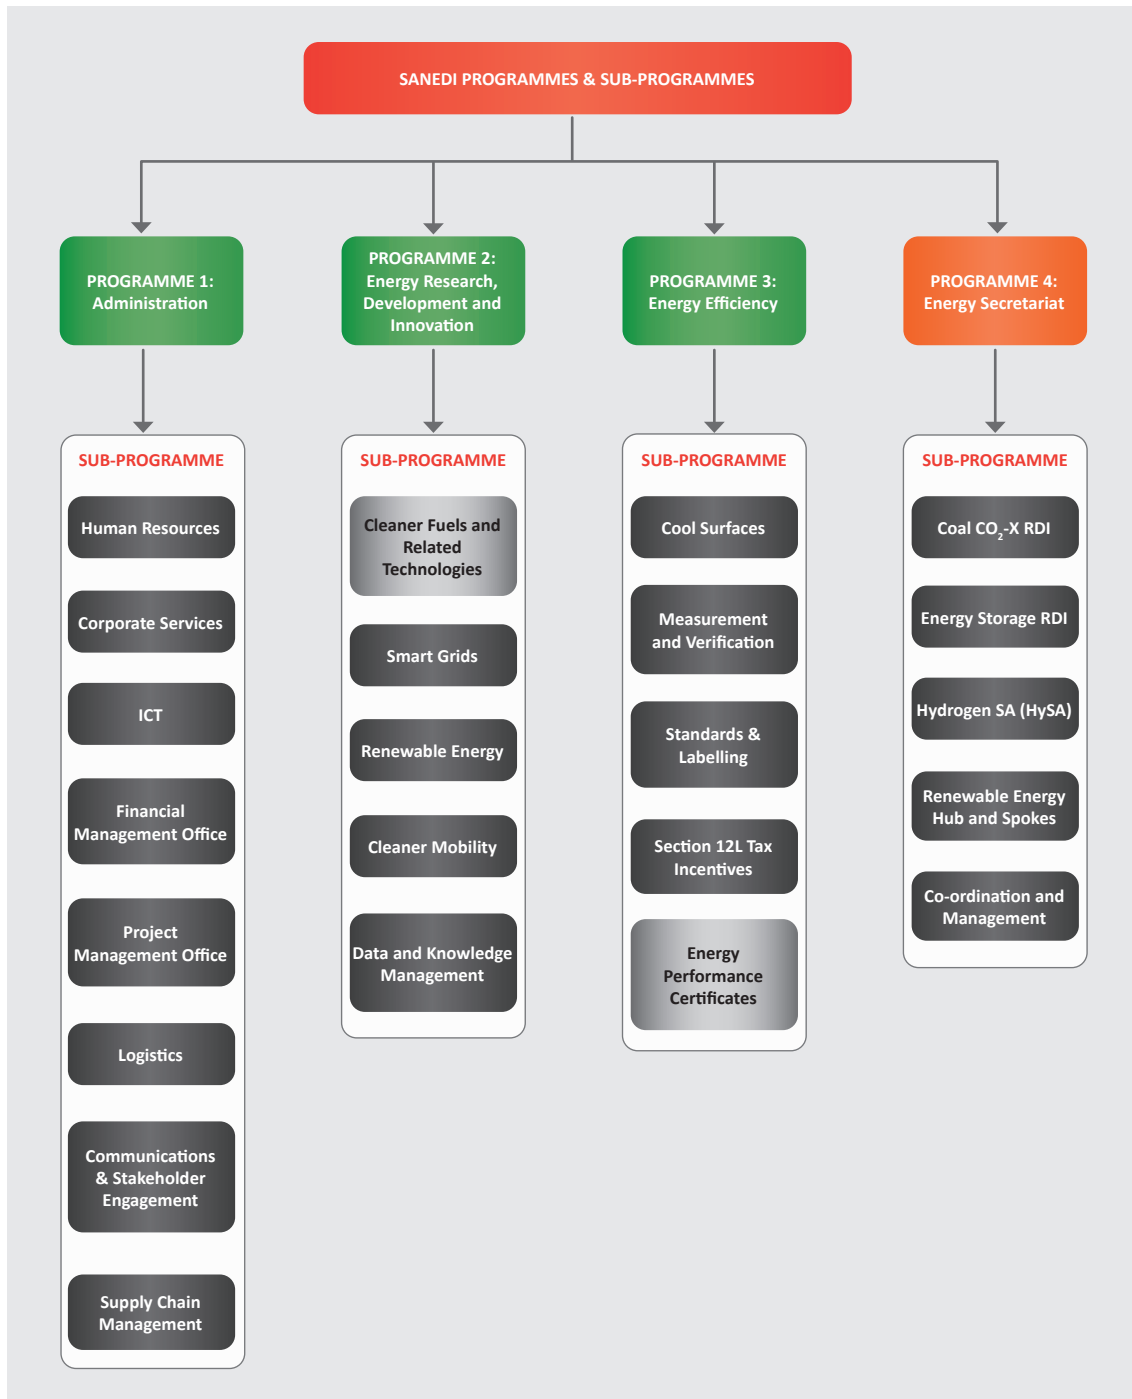 SANEDI PROGRAMMES & SUB-PROGRAMMES
PROGRAMME 1:
Administration
SUB-PROGRAMME
Human Resources
Corporate Services
ICT
Financial
Management Office
Project
Management Office
Logistics
Communications
& Stakeholder
Engagement
Supply Chain
Management
PROGRAMME 2:
Energy Research,
Development and
Innovation
SUB-PROGRAMME
Cleaner Fuels and
Related
Technologies
Smart Grids
Renewable Energy
Cleaner Mobility
Data and Knowledge
Management
PROGRAMME 3:
Energy Efficiency
SUB-PROGRAMME
Cool Surfaces
Measurement
and Verification
Standards &
Labelling
Section 12L Tax
Incentives
Energy
Performance
Certificates
PROGRAMME 4:
Energy Secretariat
SUB-PROGRAMME
Coal CO₂-X RDI
Energy Storage RDI
Hydrogen SA (HySA)
Renewable Energy
Hub and Spokes
Co-ordination and
Management